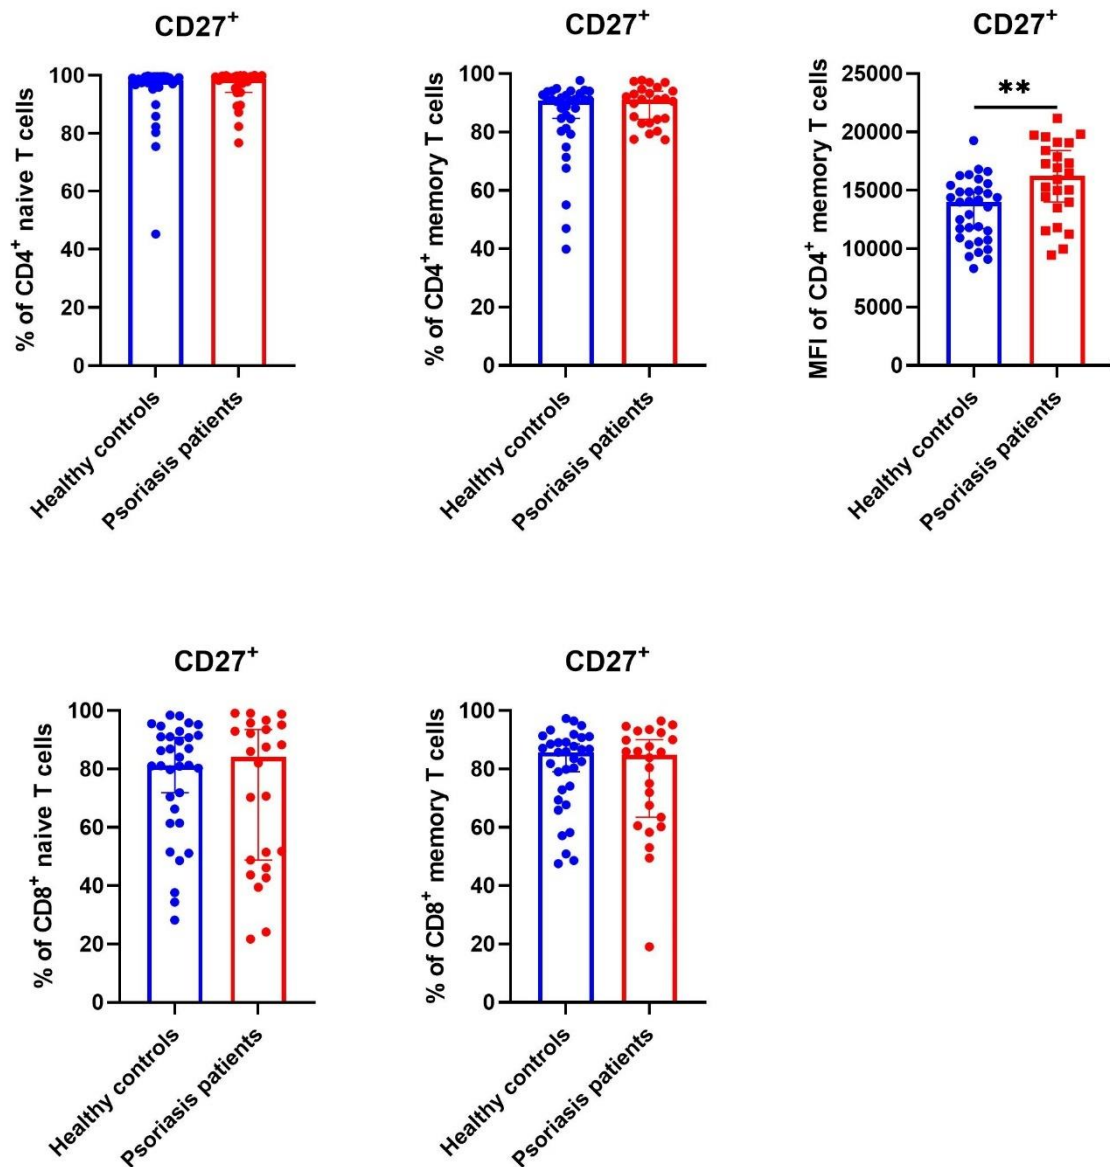 CD27⁺
% of CD4⁺ naive T cells
100
80
60
40
20
0
Healthy controls
Psoriasis patients
CD27⁺
% of CD4⁺ memory T cells
100
80
60
40
20
0
Healthy controls
Psoriasis patients
CD27⁺
MFI of CD4⁺ memory T cells
25000
20000
15000
10000
5000
0
**
Healthy controls
Psoriasis patients
CD27⁺
% of CD8⁺ naive T cells
100
80
60
40
20
0
Healthy controls
Psoriasis patients
CD27⁺
% of CD8⁺ memory T cells
100
80
60
40
20
0
Healthy controls
Psoriasis patients